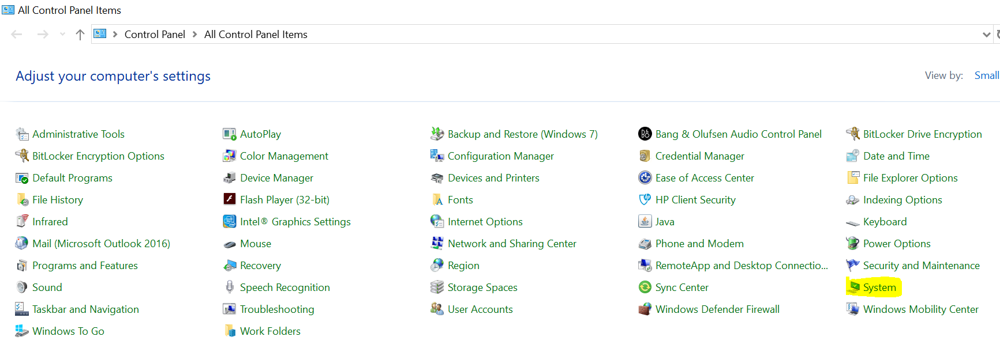 All Control Panel Items
Control Panel > All Control Panel Items
Adjust your computer's settings View by: Small
Administrative Tools AutoPlay Backup and Restore (Windows 7) Bang & Olufsen Audio Control Panel BitLocker Drive Encryption
BitLocker Encryption Options Color Management Configuration Manager Credential Manager Date and Time
Default Programs Device Manager Devices and Printers Ease of Access Center File Explorer Options
File History Flash Player (32-bit) Fonts HP Client Security Indexing Options
Infrared Intel® Graphics Settings Internet Options Java Keyboard
Mail (Microsoft Outlook 2016) Mouse Network and Sharing Center Phone and Modem Power Options
Programs and Features Recovery Region RemoteApp and Desktop Connectio... Security and Maintenance
Sound Speech Recognition Storage Spaces Sync Center System
Taskbar and Navigation Troubleshooting User Accounts Windows Defender Firewall Windows Mobility Center
Windows To Go Work Folders